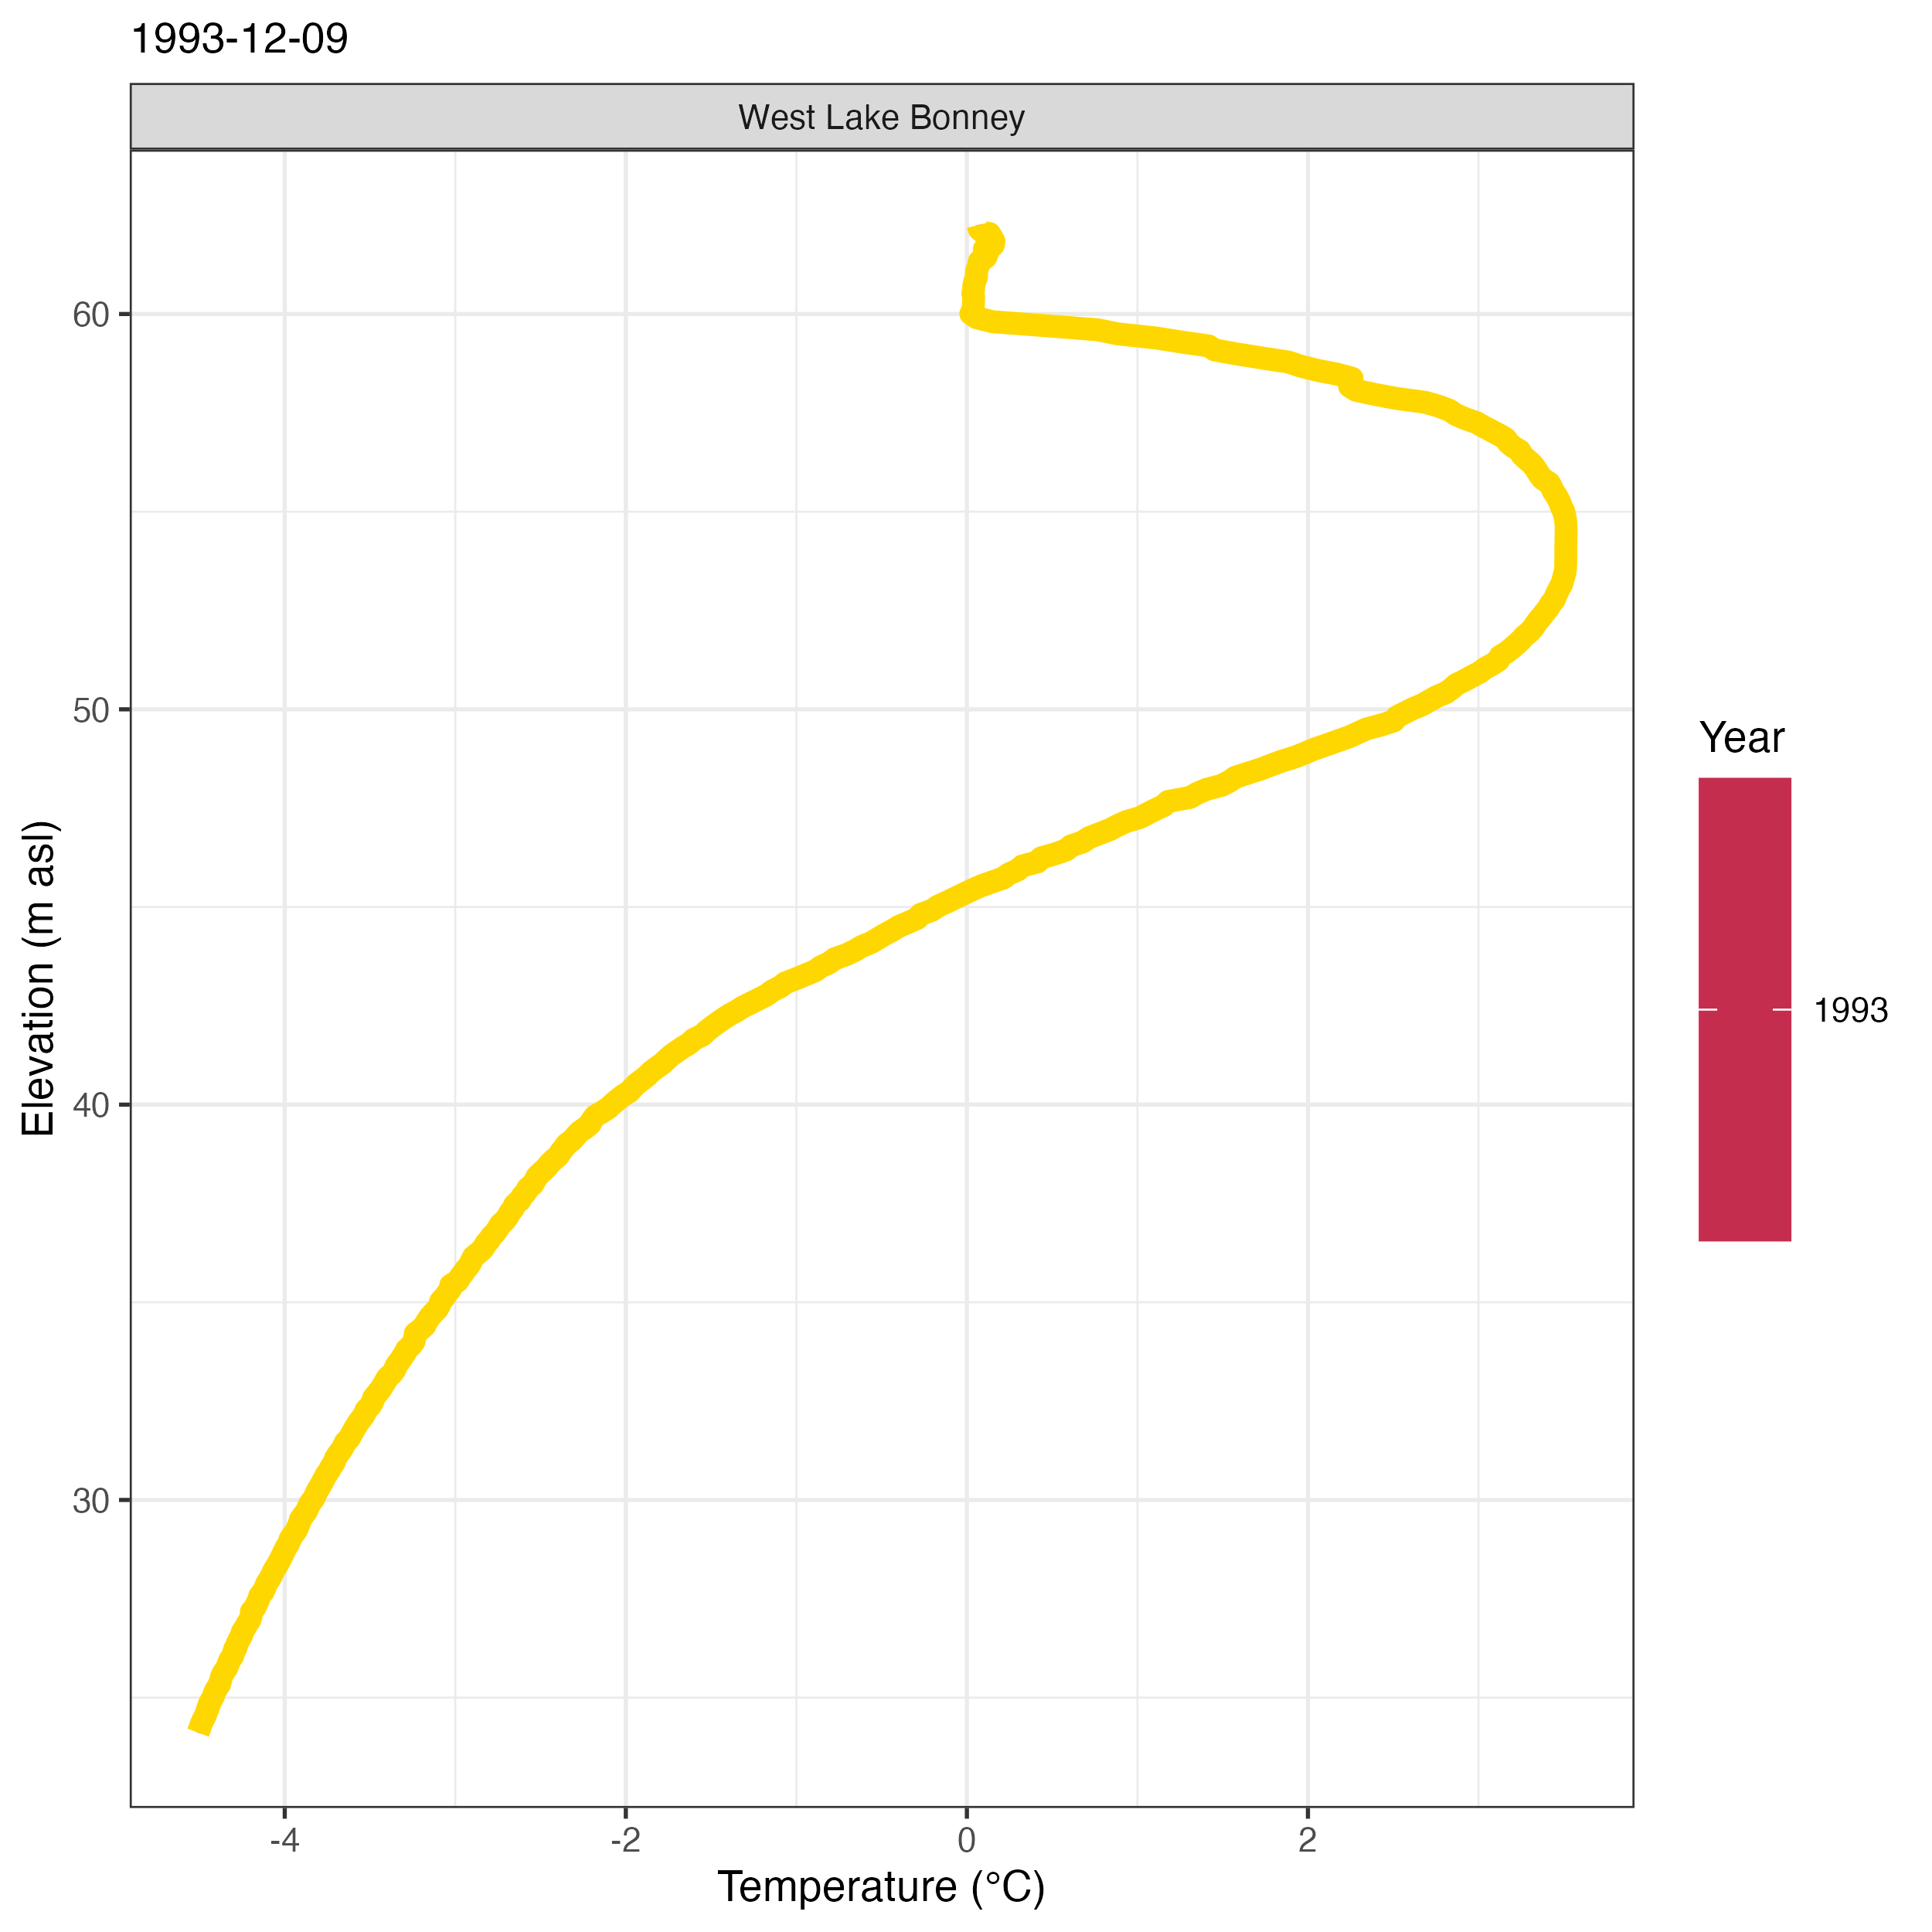 1993-12-09
West Lake Bonney
60
50
40
30
Elevation (m asl)
-4
-2
0
2
Temperature (°C)
Year
1993